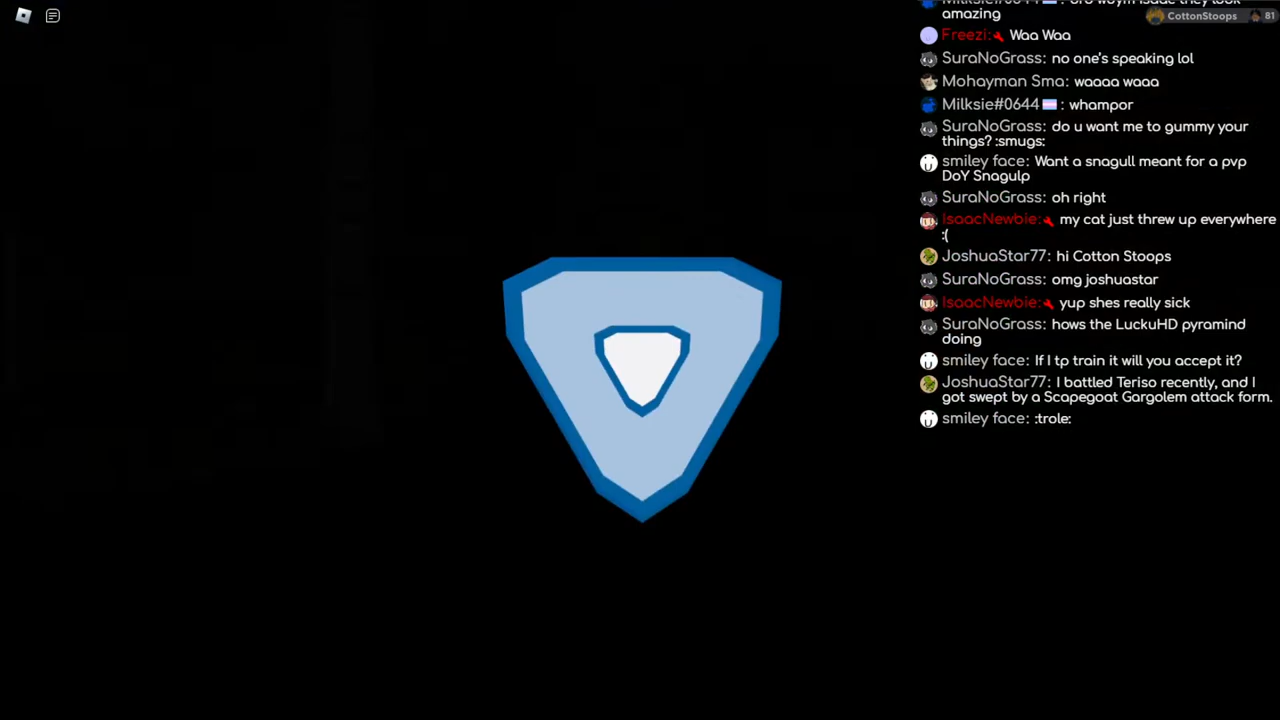 amazing
CottonStoops 81
Freezi: Waa Waa
SuraNoGrass: no one's speaking lol
Mohayman Sma: waaaa waaa
Milksie#0644 : whampor
SuraNoGrass: do u want me to gummy your
things? :smugs:
smiley face: Want a snagull meant for a pvp
DoY Snagulp
SuraNoGrass: oh right
IsaacNewbie: my cat just threw up everywhere
:(
JoshuaStar77: hi Cotton Stoops
SuraNoGrass: omg joshuastar
IsaacNewbie: yup shes really sick
SuraNoGrass: hows the LuckuHD pyramind
doing
smiley face: If I tp train it will you accept it?
JoshuaStar77: I battled Teriso recently, and I
got swept by a Scapegoat Gargolem attack form.
smiley face: :trole: